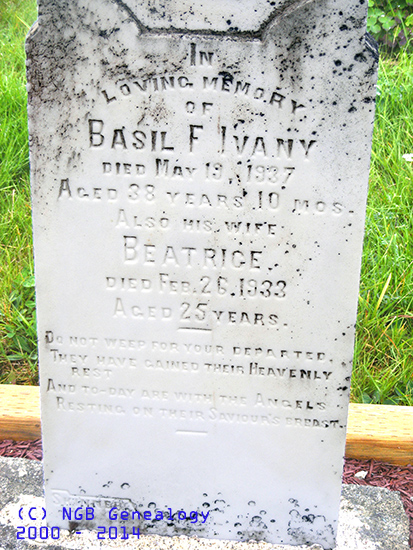 IN
LOVING MEMORY
OF
BASIL F IVANY
DIED MAY 19, 1937
AGED 38 YEARS 10 MOS.
ALSO HIS WIFE
BEATRICE
DIED FEB. 26. 1933
AGED 25 YEARS.
DO NOT WEEP FOR YOUR DEPARTED,
THEY HAVE GAINED THEIR HEAVENLY
REST
AND TO-DAY ARE WITH THE ANGELS
RESTING ON THEIR SAVIOUR'S BREAST.
(C) NGB Genealogy
2000 - 2014